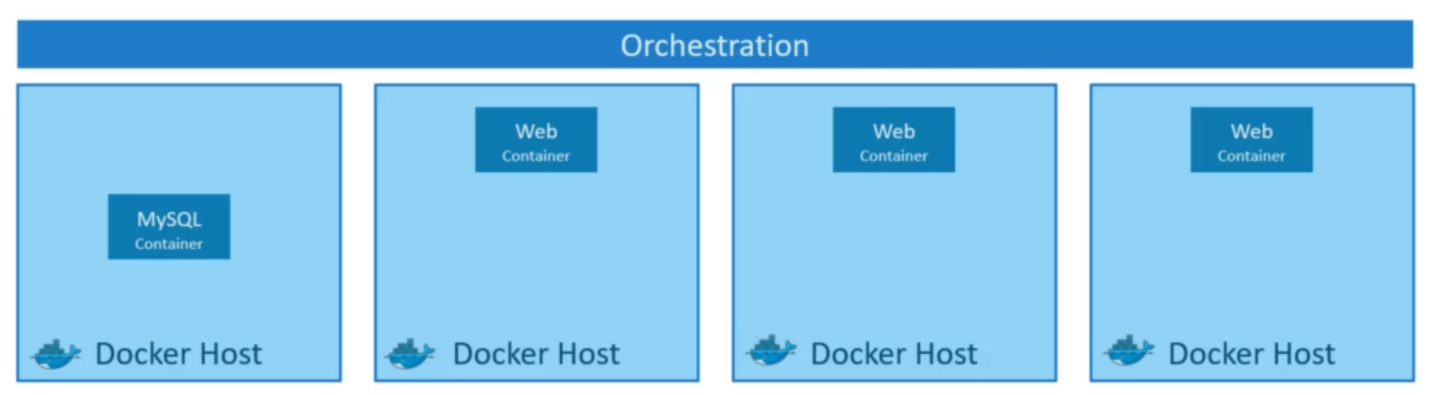 Orchestration
MySQL
Container
Docker Host
Web
Container
Docker Host
Web
Container
Docker Host
Web
Container
Docker Host